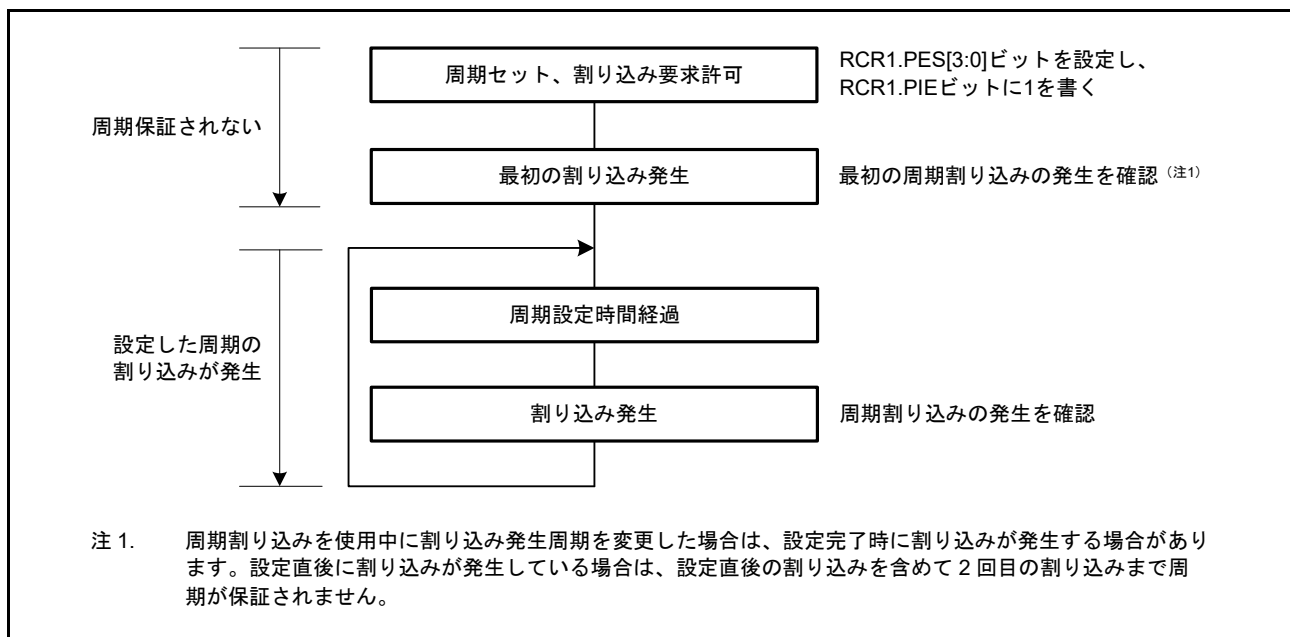 周期セット、割り込み要求許可
RCR1.PES[3:0]ビットを設定し、
RCR1.PIEビットに1を書く
周期保証されない
最初の割り込み発生
最初の周期割り込みの発生を確認（注1）
周期設定時間経過
設定した周期の
割り込みが発生
割り込み発生
周期割り込みの発生を確認
注 1. 周期割り込みを使用中に割り込み発生周期を変更した場合は、設定完了時に割り込みが発生する場合があり
ます。設定直後に割り込みが発生している場合は、設定直後の割り込みを含めて 2 回目の割り込みまで周
期が保証されません。